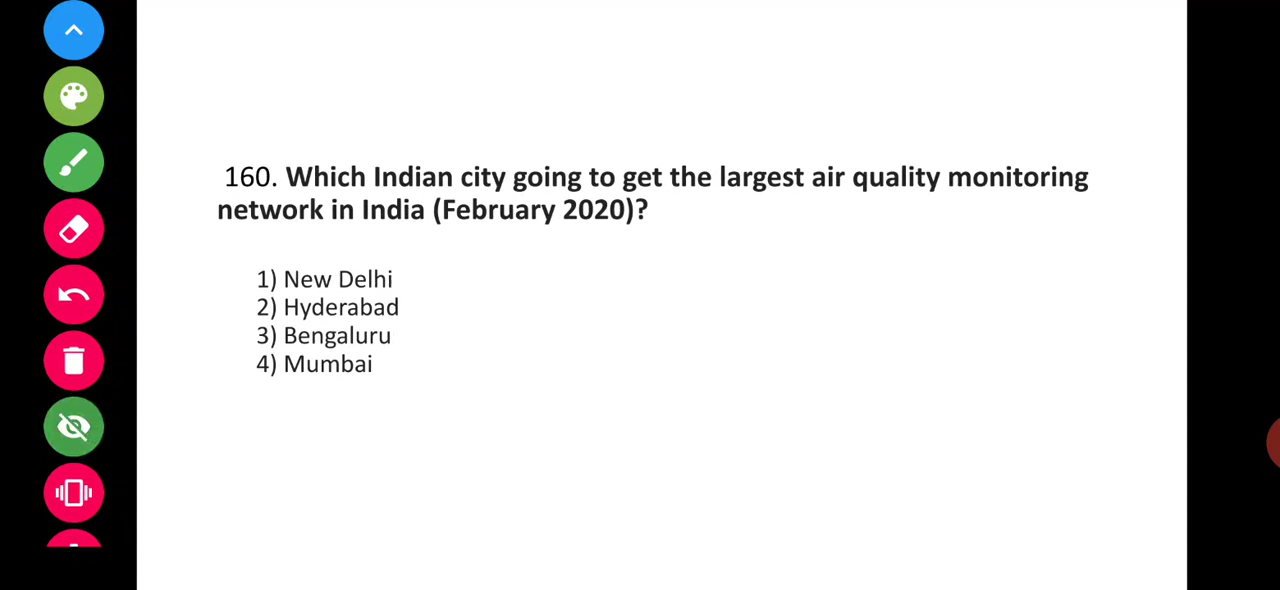 160. Which Indian city going to get the largest air quality monitoring
network in India (February 2020)?
1) New Delhi
2) Hyderabad
3) Bengaluru
4) Mumbai